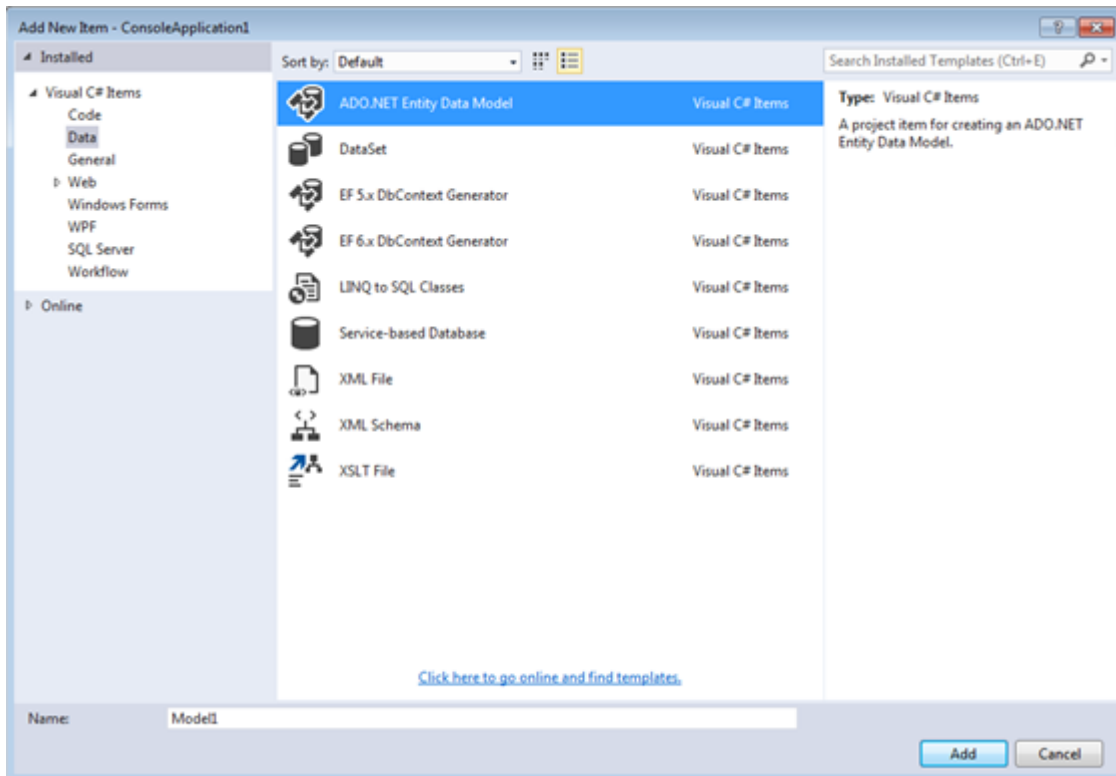 Add New Item - ConsoleApplication1
Installed
Sort by: Default
Search Installed Templates (Ctrl+E)
Visual C# Items
Code
Data
General
Web
Windows Forms
WPF
SQL Server
Workflow
Online
ADO.NET Entity Data Model Visual C# Items
DataSet Visual C# Items
EF 5.x DbContext Generator Visual C# Items
EF 6.x DbContext Generator Visual C# Items
LINQ to SQL Classes Visual C# Items
Service-based Database Visual C# Items
XML File Visual C# Items
XML Schema Visual C# Items
XSLT File Visual C# Items
Type: Visual C# Items
A project item for creating an ADO.NET
Entity Data Model.
Click here to go online and find templates.
Name: Model1
Add Cancel